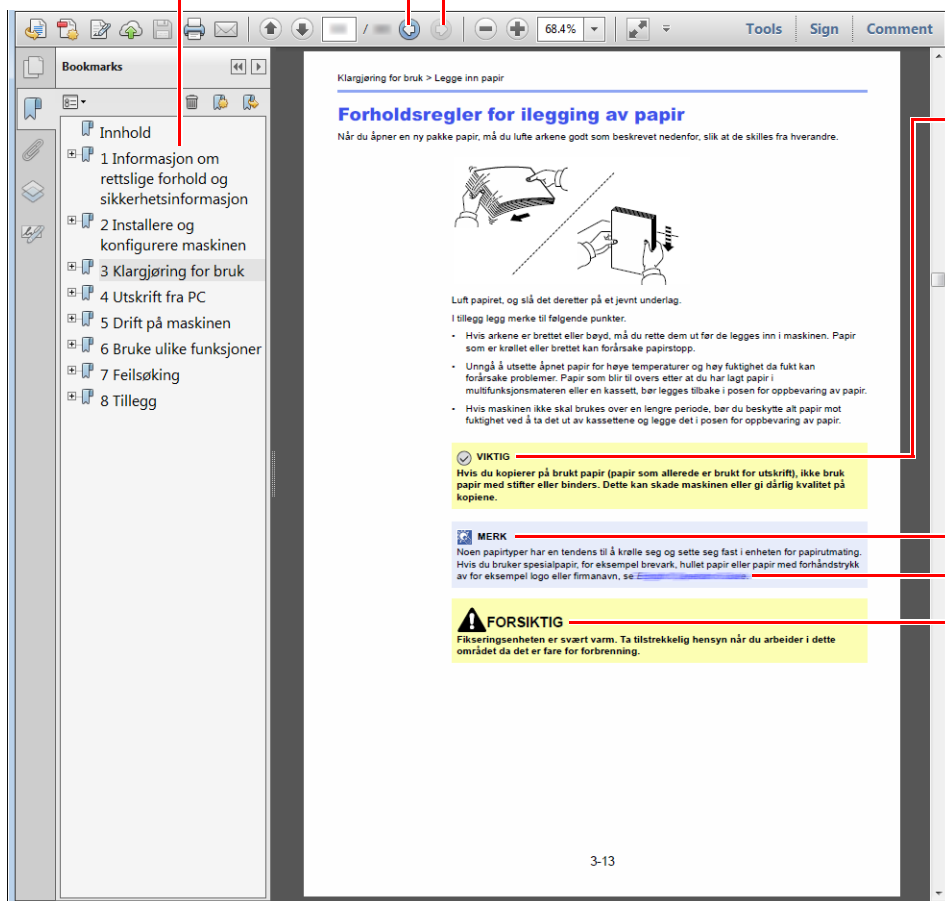 68.4%
Tools
Sign
Comment
Bookmarks
Innhold
1 Informasjon om
rettslige forhold og
sikkerhetsinformasjon
2 Installere og
konfigurere maskinen
3 Klargjøring for bruk
4 Utskrift fra PC
5 Drift på maskinen
6 Bruke ulike funksjoner
7 Feilsøking
8 Tillegg
Klargjøring for bruk > Legge inn papir
Forholdsregler for ilegging av papir
Når du åpner en ny pakke papir, må du lufte arkene godt som beskrevet nedenfor, slik at de skilles fra hverandre.
Luft papiret, og slå det deretter på et jevnt underlag.
I tillegg legg merke til følgende punkter.
• Hvis arkene er brettet eller bøyd, må du rette dem ut før de legges inn i maskinen. Papir
som er krøllet eller brettet kan forårsake papirstopp.
• Unngå å utsette åpnet papir for høye temperaturer og høy fuktighet da fukt kan
forårsake problemer. Papir som blir til overs etter at du har lagt papir i
multifunksjonsmateren eller en kassett, bør legges tilbake i posen for oppbevaring av papir.
• Hvis maskinen ikke skal brukes over en lengre periode, bør du beskytte alt papir mot
fuktighet ved å ta det ut av kassettene og legge det i posen for oppbevaring av papir.
VIKTIG
Hvis du kopierer på brukt papir (papir som allerede er brukt for utskrift), ikke bruk
papir med stifter eller binders. Dette kan skade maskinen eller gi dårlig kvalitet på
kopiene.
MERK
Noen papirtyper har en tendens til å krølle seg og sette seg fast i enheten for papirutmating.
Hvis du bruker spesialpapir, for eksempel brevark, hullet papir eller papir med forhåndstrykk
av for eksempel logo eller firmanavn, se
FORSIKTIG
Fikseringsenheten er svært varm. Ta tilstrekkelig hensyn når du arbeider i dette
området da det er fare for forbrenning.
3-13